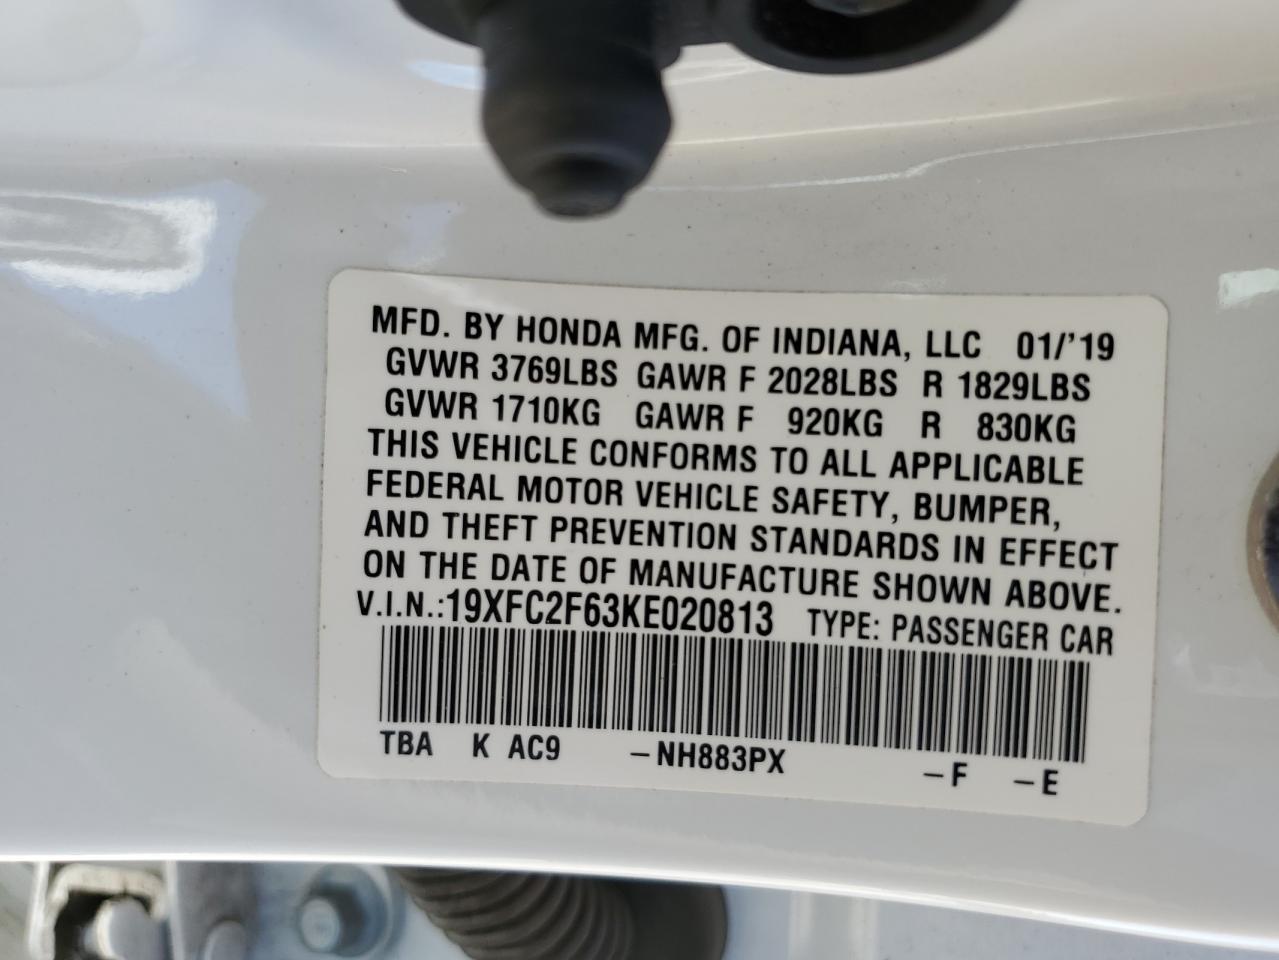 MFD. BY HONDA MFG. OF INDIANA, LLC 01/'19
GVWR 3769LBS GAWR F 2028LBS R 1829LBS
GVWR 1710KG GAWR F 920KG R 830KG
THIS VEHICLE CONFORMS TO ALL APPLICABLE
FEDERAL MOTOR VEHICLE SAFETY, BUMPER,
AND THEFT PREVENTION STANDARDS IN EFFECT
ON THE DATE OF MANUFACTURE SHOWN ABOVE.
V.I.N.:19XFC2F63KE020813 TYPE: PASSENGER CAR
TBA K AC9 –NH883PX –F –E